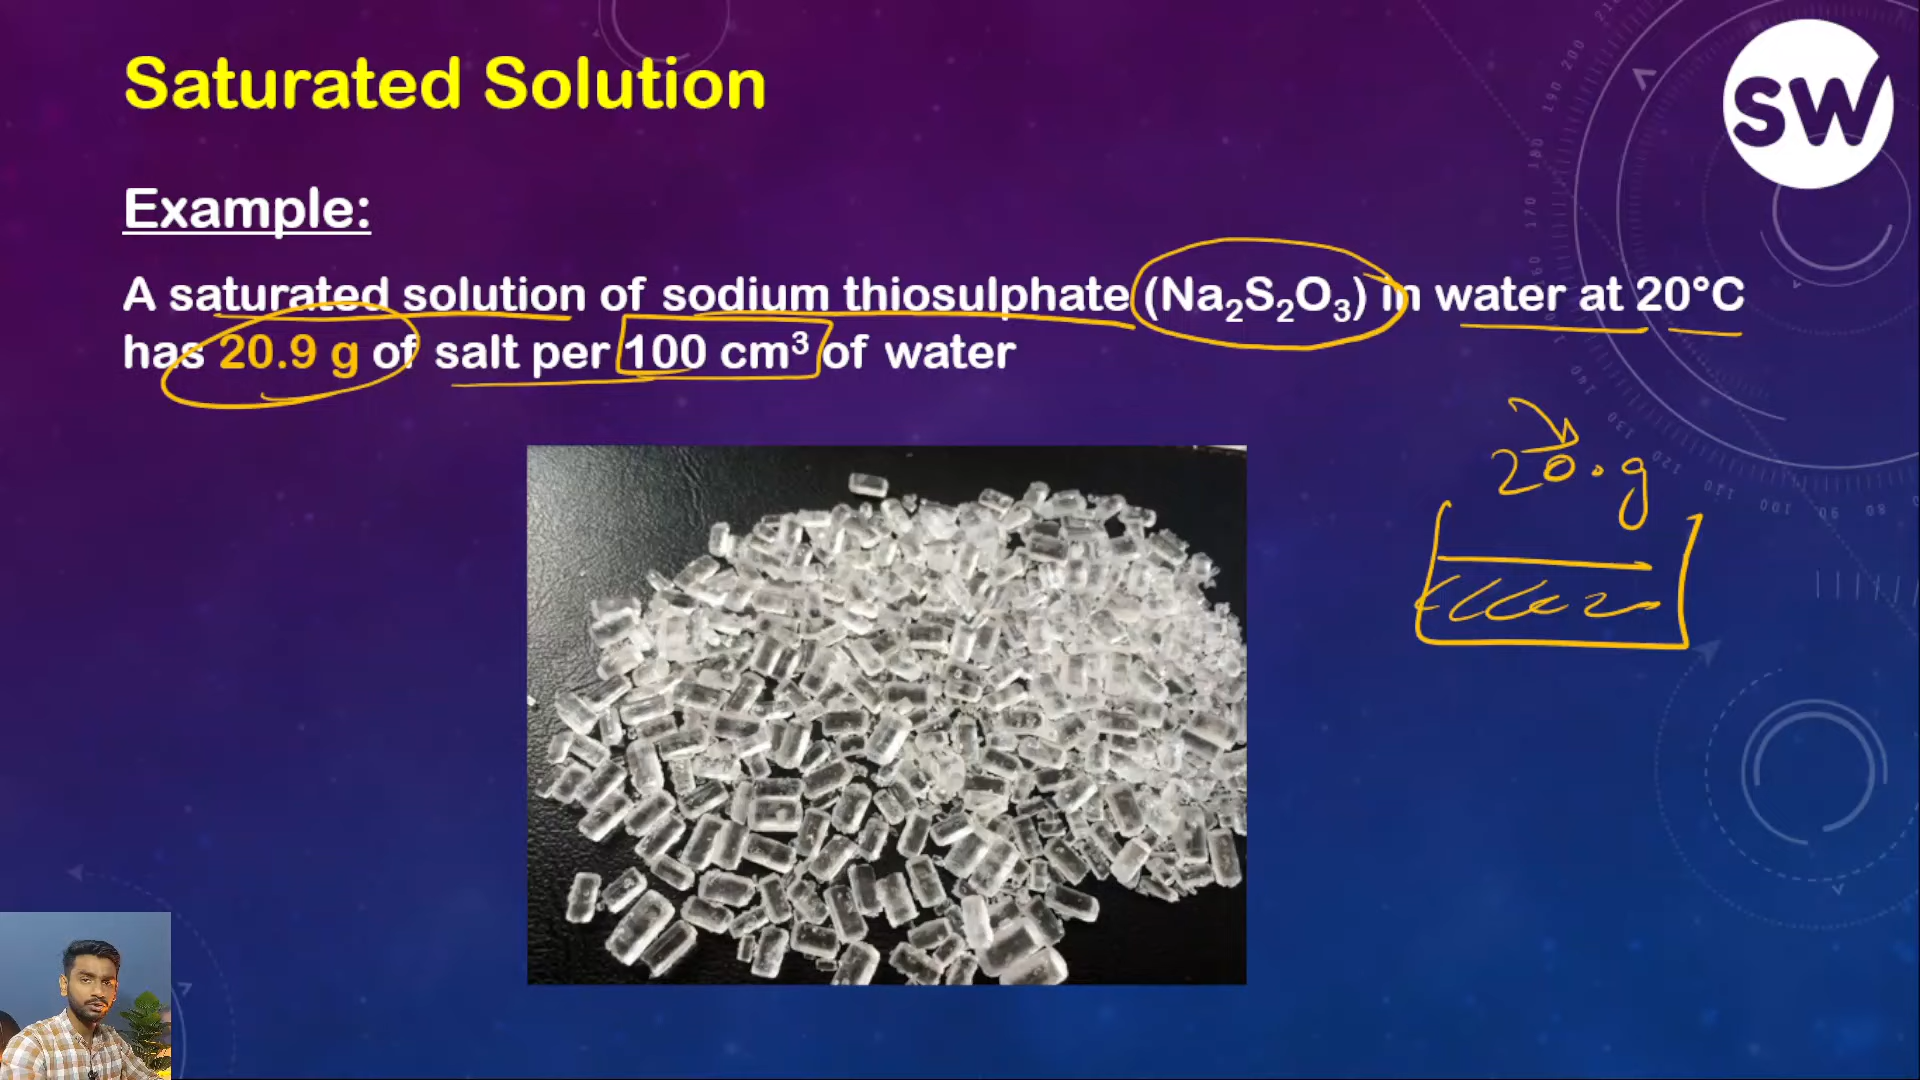 Saturated Solution
SW
Example:
A saturated solution of sodium thiosulphate (Na₂S₂O₃) in water at 20°C
has 20.9 g of salt per 100 cm³ of water
20.g